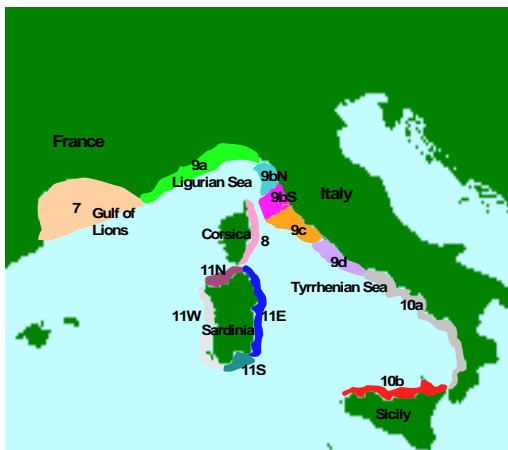 France
9a
Ligurian Sea
9bN
Italy
7
9bS
Gulf of
Lions
Corsica
8
9c
9d
11N
Tyrrhenian Sea
10a
11W
11E
Sardinia
11S
10b
Sicily